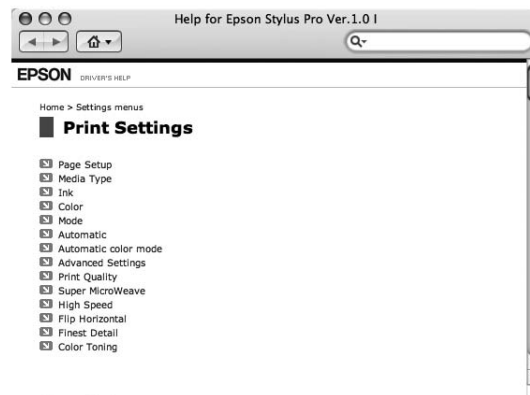 Help for Epson Stylus Pro Ver.1.0 I
EPSON DRIVER'S HELP
Home > Settings menus
Print Settings
Page Setup
Media Type
Ink
Color
Mode
Automatic
Automatic color mode
Advanced Settings
Print Quality
Super MicroWeave
High Speed
Flip Horizontal
Finest Detail
Color Toning